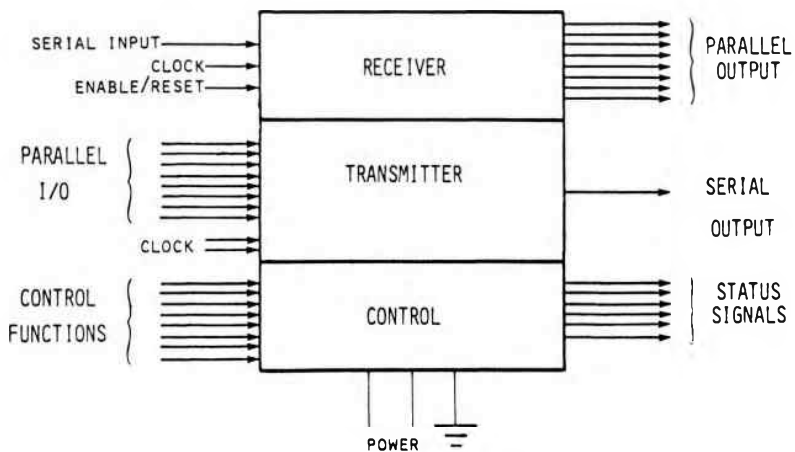 SERIAL INPUT
CLOCK
ENABLE/RESET
RECEIVER
PARALLEL
OUTPUT
PARALLEL
I/O
TRANSMITTER
CLOCK
SERIAL
OUTPUT
CONTROL
FUNCTIONS
CONTROL
STATUS
SIGNALS
POWER